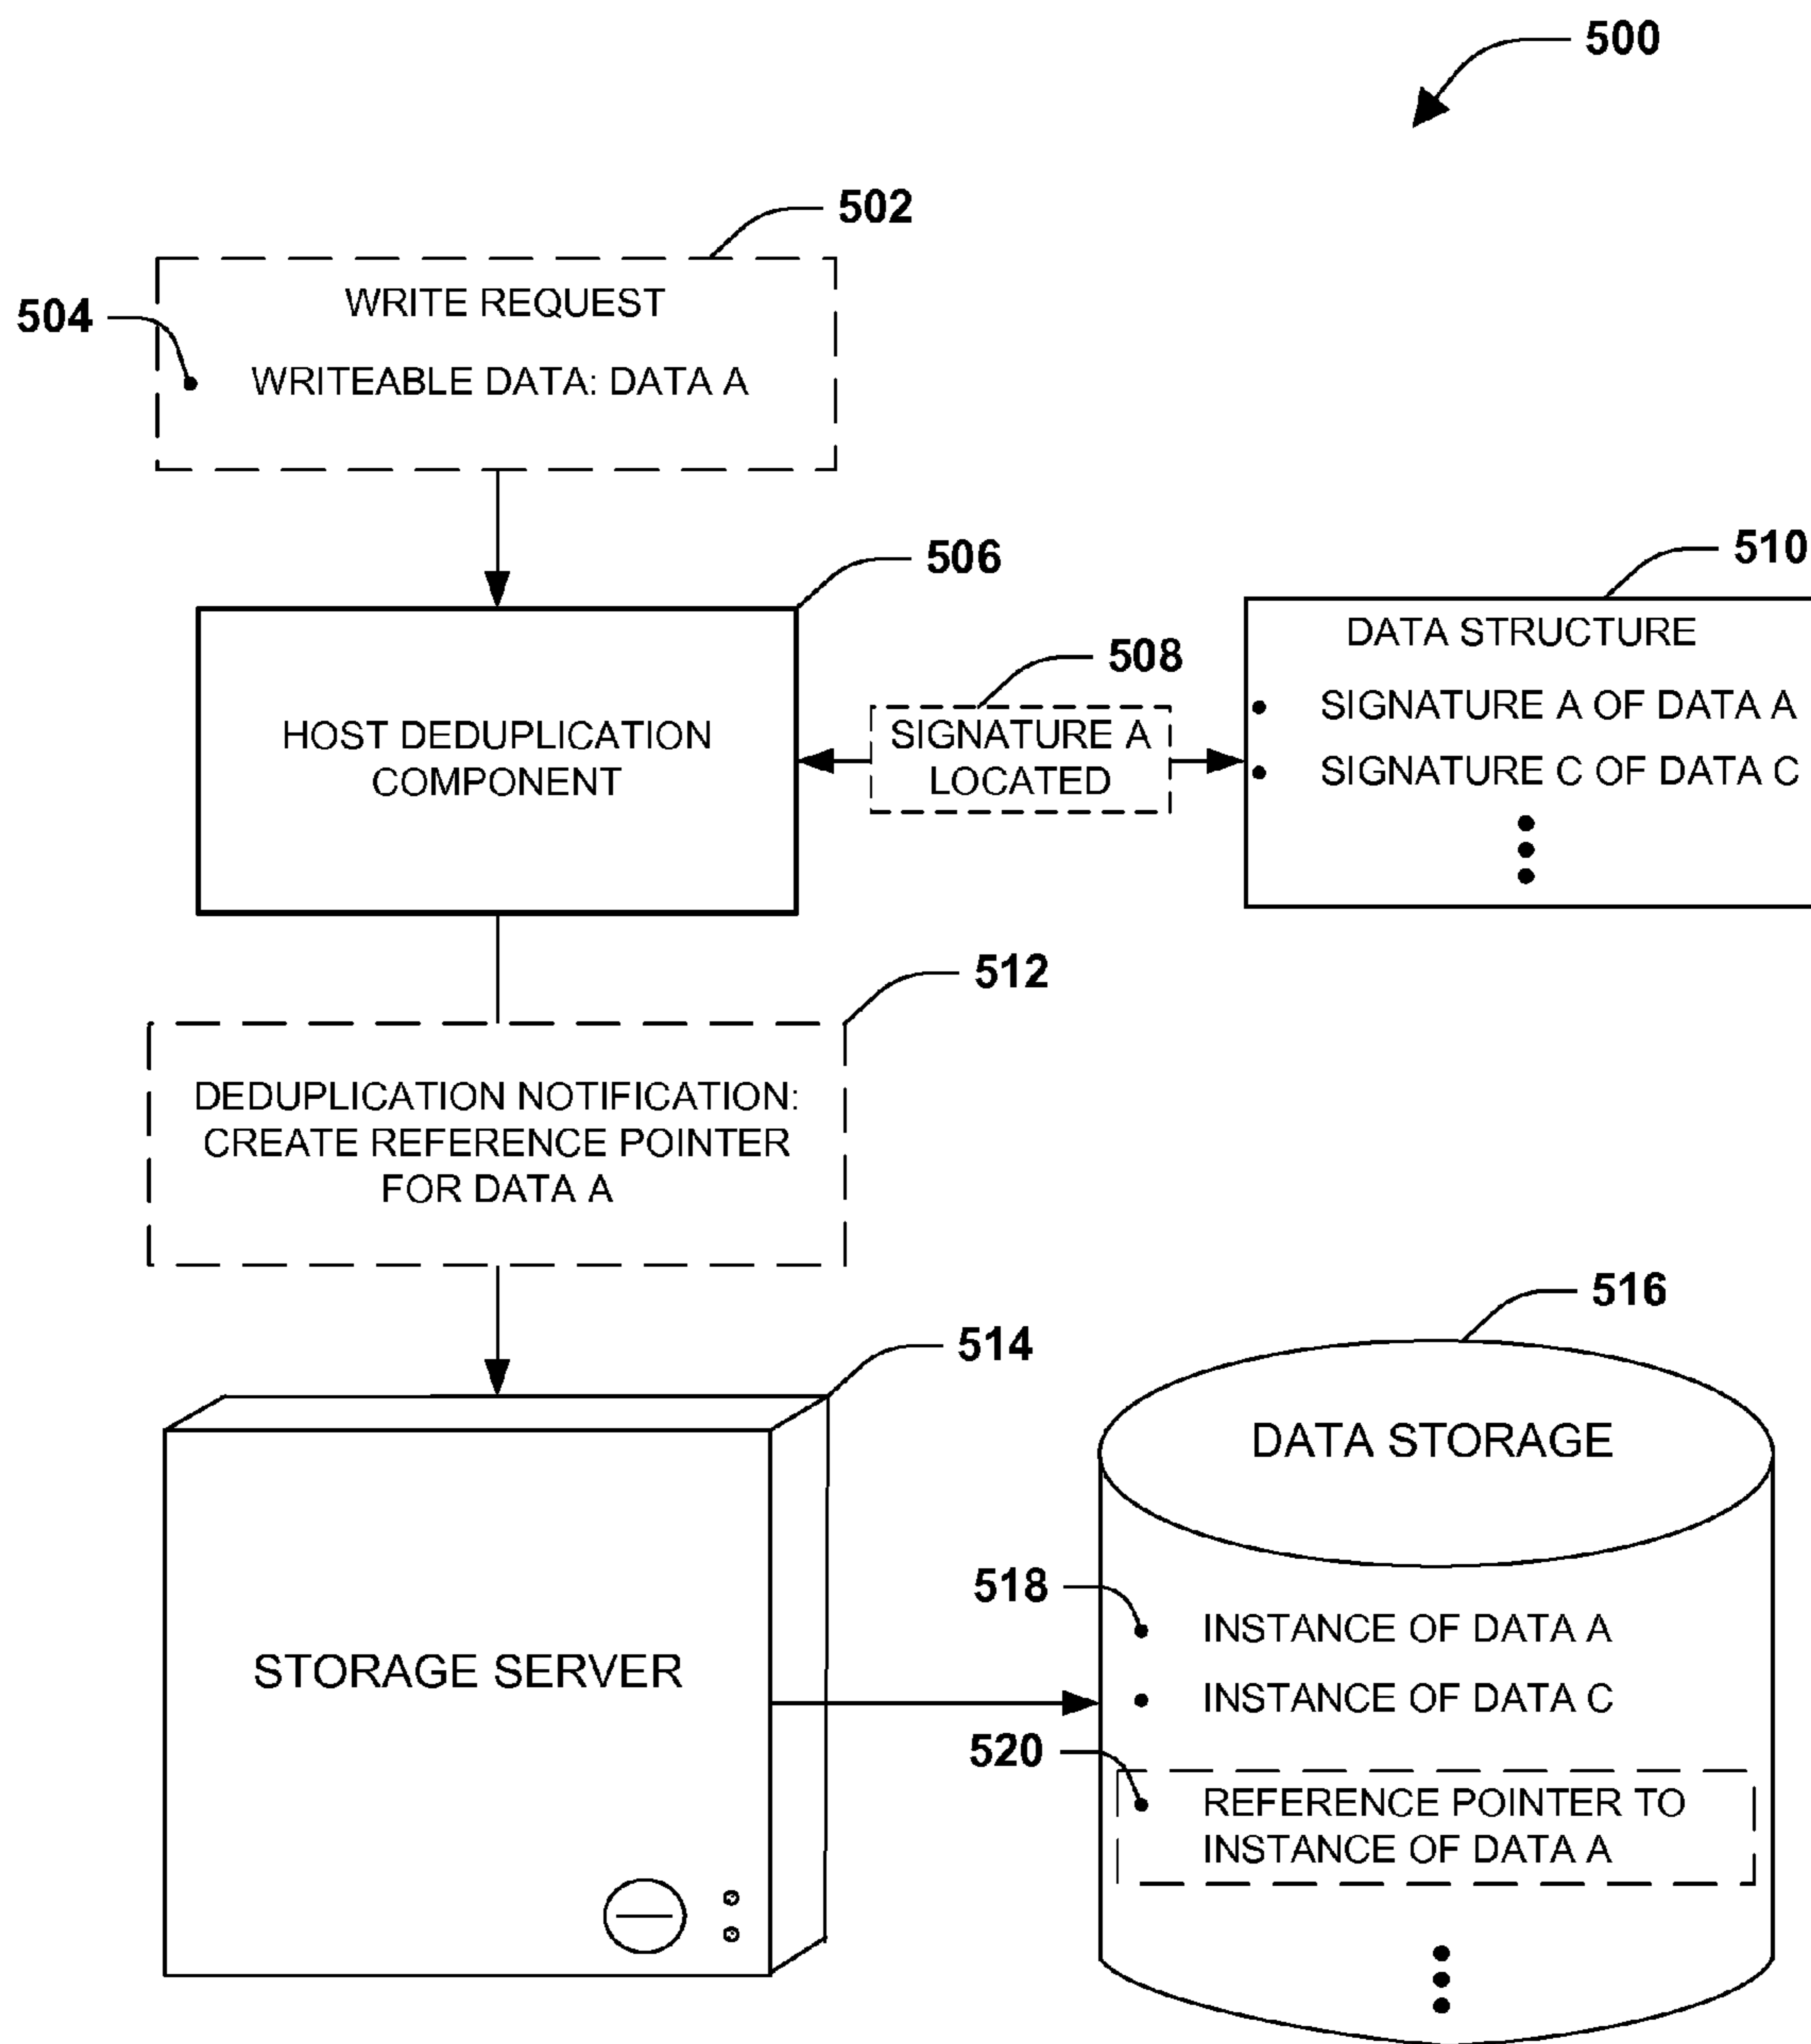 500
502
504
WRITE REQUEST
• WRITEABLE DATA: DATA A
506
510
508
HOST DEDUPLICATION
COMPONENT
SIGNATURE A
LOCATED
DATA STRUCTURE
• SIGNATURE A OF DATA A
• SIGNATURE C OF DATA C
512
DEDUPLICATION NOTIFICATION:
CREATE REFERENCE POINTER
FOR DATA A
514
516
STORAGE SERVER
DATA STORAGE
518
• INSTANCE OF DATA A
• INSTANCE OF DATA C
520
• REFERENCE POINTER TO
INSTANCE OF DATA A